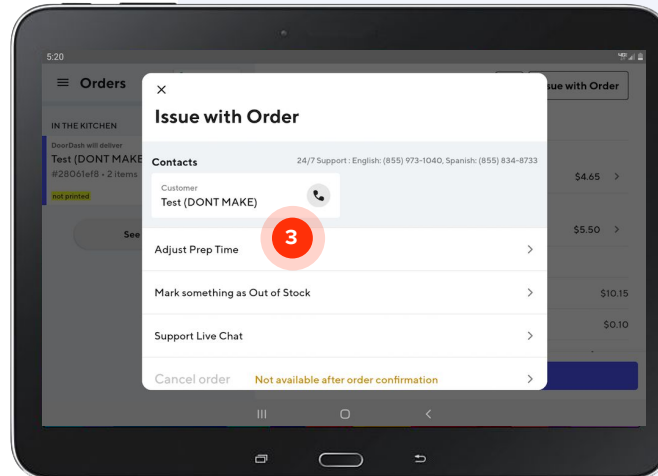 5:20
Orders
sue with Order
IN THE KITCHEN
DoorDash will deliver
Test (DONT MAKE
#28061ef8 • 2 items
not printed
See
$4.65
$5.50
$10.15
$0.10
Issue with Order
Contacts
24/7 Support : English: (855) 973-1040, Spanish: (855) 834-8733
Customer
Test (DONT MAKE)
3
Adjust Prep Time
Mark something as Out of Stock
Support Live Chat
Cancel order Not available after order confirmation